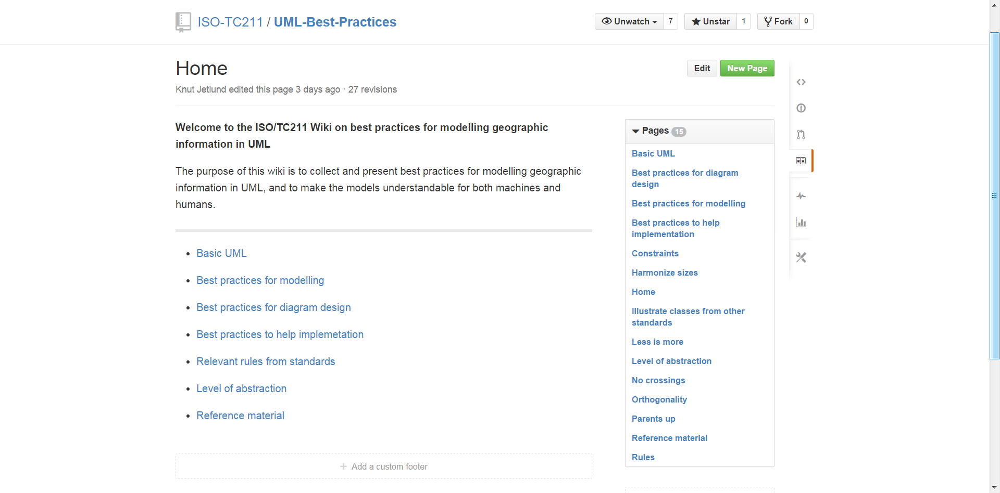 ISO-TC211 / UML-Best-Practices
Unwatch 7
Unstar 1
Fork 0
Home
Edit
New Page
Knut Jetlund edited this page 3 days ago · 27 revisions
Welcome to the ISO/TC211 Wiki on best practices for modelling geographic
information in UML
The purpose of this wiki is to collect and present best practices for modelling geographic
information in UML, and to make the models understandable for both machines and
humans.
Basic UML
Best practices for modelling
Best practices for diagram design
Best practices to help implemetation
Relevant rules from standards
Level of abstraction
Reference material
Add a custom footer
Pages 15
Basic UML
Best practices for diagram
design
Best practices for modelling
Best practices to help
implementation
Constraints
Harmonize sizes
Home
Illustrate classes from other
standards
Less is more
Level of abstraction
No crossings
Orthogonality
Parents up
Reference material
Rules